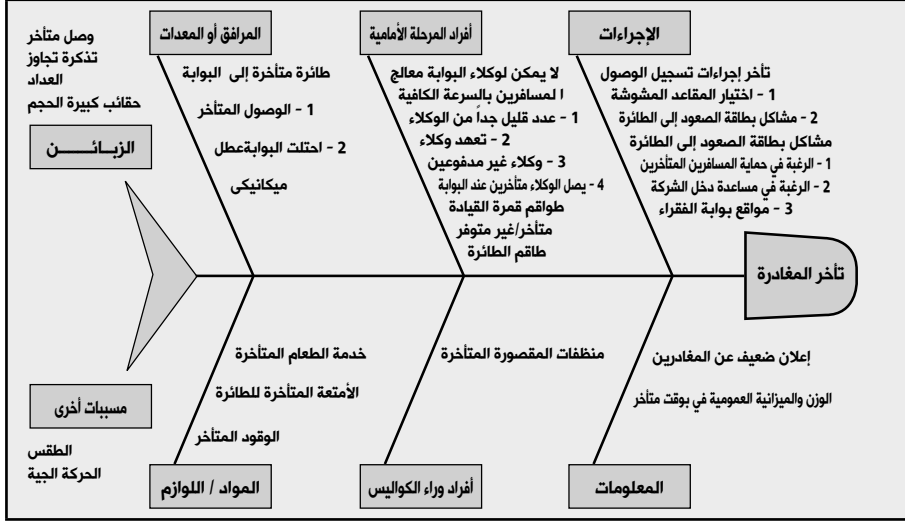 الإجراءات
تأخر إجراءات تسجيل الوصول
1 - اختيار المقاعد المشوشة
2 - مشاكل بطاقة الصعود إلى الطائرة
مشاكل بطاقة الصعود إلى الطائرة
1 - الرغبة في حماية المسافرين المتأخرين
2 - الرغبة في مساعدة دخل الشركة
3 - مواقع بوابة الفقراء
أفراد المرحلة الأمامية
لا يمكن لوكلاء البوابة معالج
ا لمسافرين بالسرعة الكافية
1 - عدد قليل جداً من الوكلاء
2 - تعهد وكلاء
3 - وكلاء غير مدفوعين
4 - يصل الوكلاء متأخرين عند البوابة
طواقم قمرة القيادة
متأخر/غير متوفر
طاقم الطائرة
المرافق أو المعدات
طائرة متأخرة إلى البوابة
1 - الوصول المتأخر
2 - احتلت البوابةعطل
ميكانيكى
وصل متأخر
تذكرة تجاوز
العداد
حقائب كبيرة الحجم
الزبائـــــن
تأخر المغادرة
إعلان ضعيف عن المغادرين
الوزن والميزانية العمومية في بوقت متأخر
المعلومات
منظفات المقصورة المتأخرة
أفراد وراء الكواليس
خدمة الطعام المتأخرة
الأمتعة المتأخرة للطائرة
الوقود المتأخر
المواد / اللوازم
مسببات أخرى
الطقس
الحركة الجية